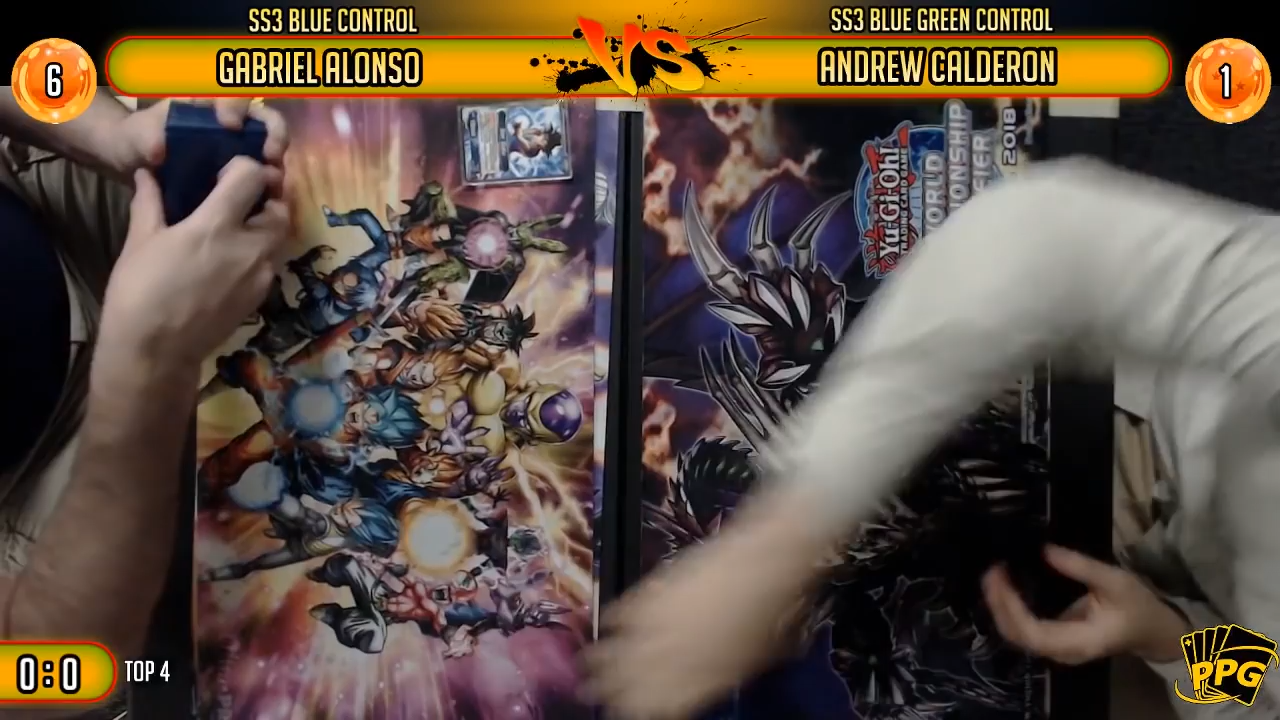 SS3 BLUE CONTROL
VS
SS3 BLUE GREEN CONTROL
6
GABRIEL ALONSO
ANDREW CALDERON
1
Yu-Gi-Oh!
TRADING CARD GAME
WORLD
2018
0:0
TOP 4
PPG